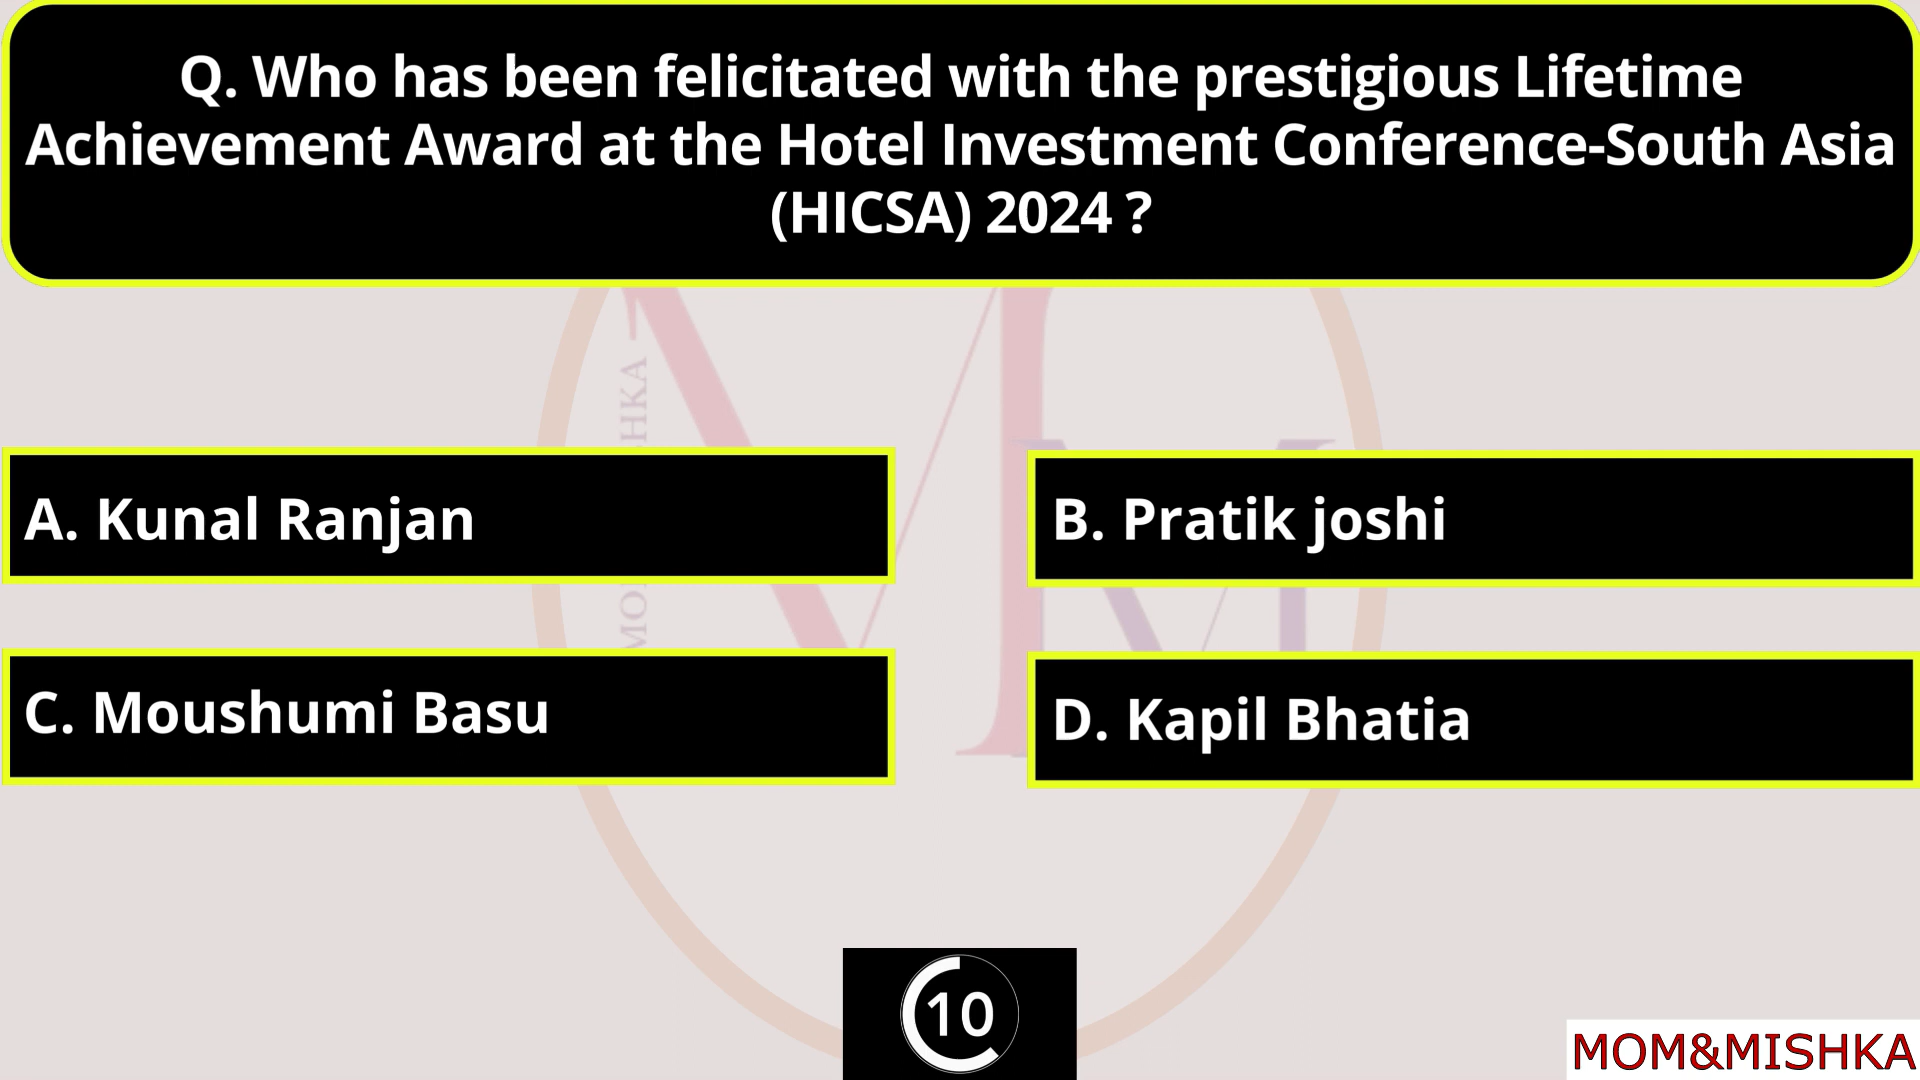 Q. Who has been felicitated with the prestigious Lifetime
Achievement Award at the Hotel Investment Conference-South Asia
(HICSA) 2024 ?
A. Kunal Ranjan
B. Pratik joshi
C. Moushumi Basu
D. Kapil Bhatia
10
MOM&MISHKA